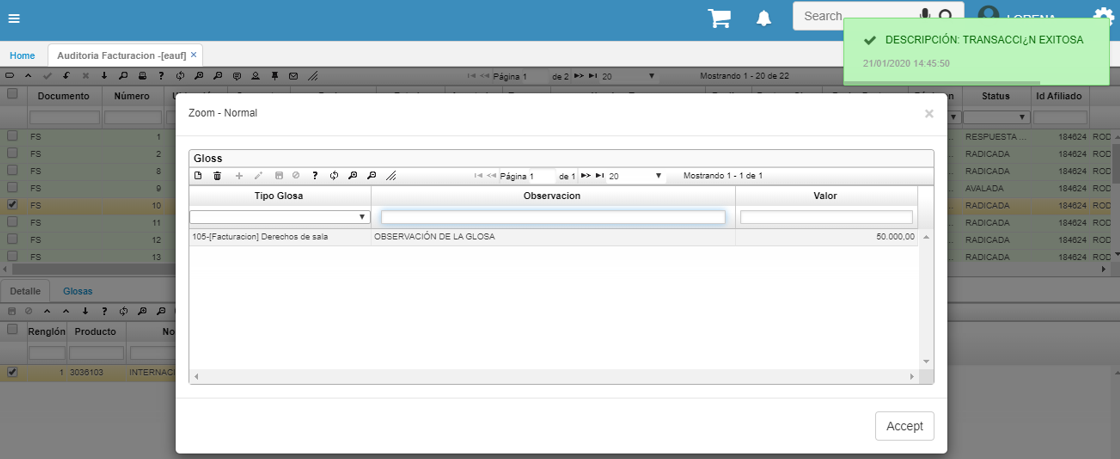 Search
LORENA
DESCRIPCIÓN: TRANSACCI¿N EXITOSA
21/01/2020 14:45:50
Home
Auditoria Facturacion -[eauf] ×
Página 1 de 2 20 Mostrando 1 - 20 de 22
Documento Número Status Id Afiliado
FS 1 RESPUESTA ... 184624 ROD
FS 2 RADICADA 184624 ROD
FS 8 RADICADA 184624 ROD
FS 9 AVALADA 184624 ROD
FS 10 RADICADA 184624 ROD
FS 11 RADICADA 184624 ROD
FS 12 RADICADA 184624 ROD
FS 13 RADICADA 184624 ROD
Zoom - Normal ×
Gloss
Página 1 de 1 20 Mostrando 1 - 1 de 1
Tipo Glosa Observacion Valor
105-[Facturacion] Derechos de sala OBSERVACIÓN DE LA GLOSA 50.000,00
Accept
Detalle Glosas
Renglón Producto No
1 3036103 INTERNACI